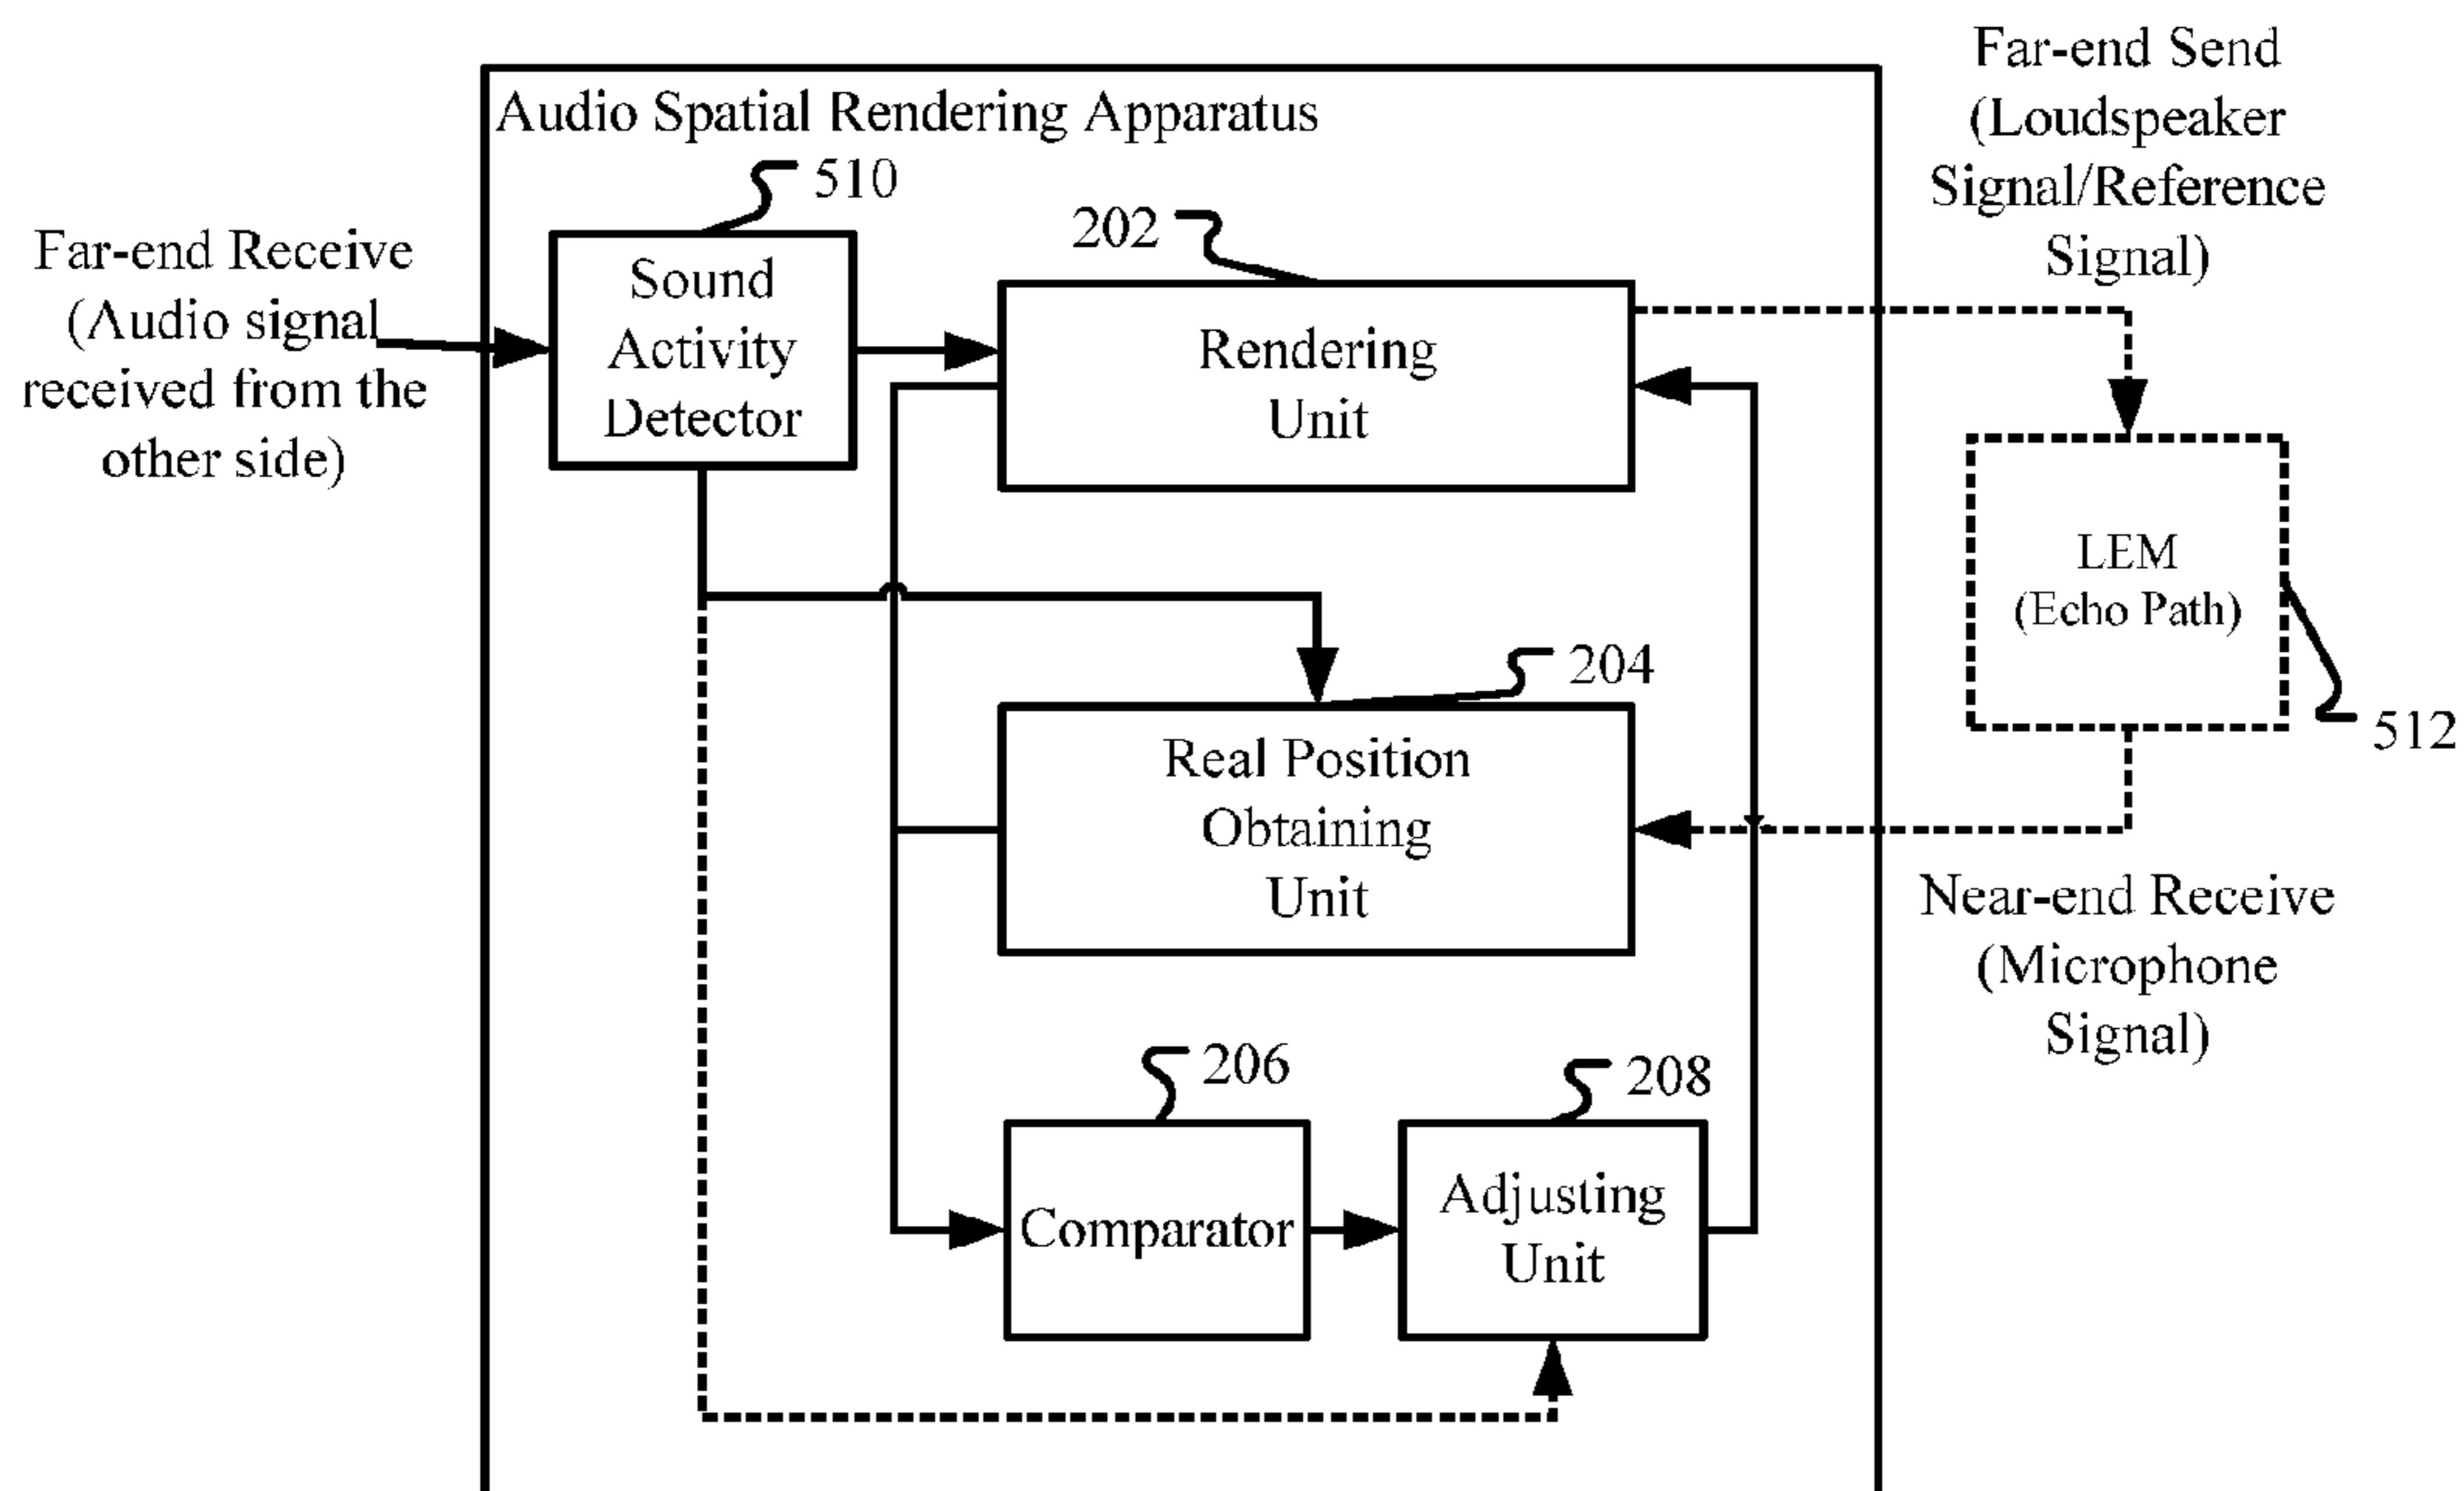 Far-end Send
(Loudspeaker
Signal/Reference
Signal)
Audio Spatial Rendering Apparatus
510
202
Far-end Receive
(Audio signal
received from the
other side)
Sound
Activity
Detector
Rendering
Unit
LEM
(Echo Path)
512
204
Real Position
Obtaining
Unit
Near-end Receive
(Microphone
Signal)
206
208
Comparator
Adjusting
Unit